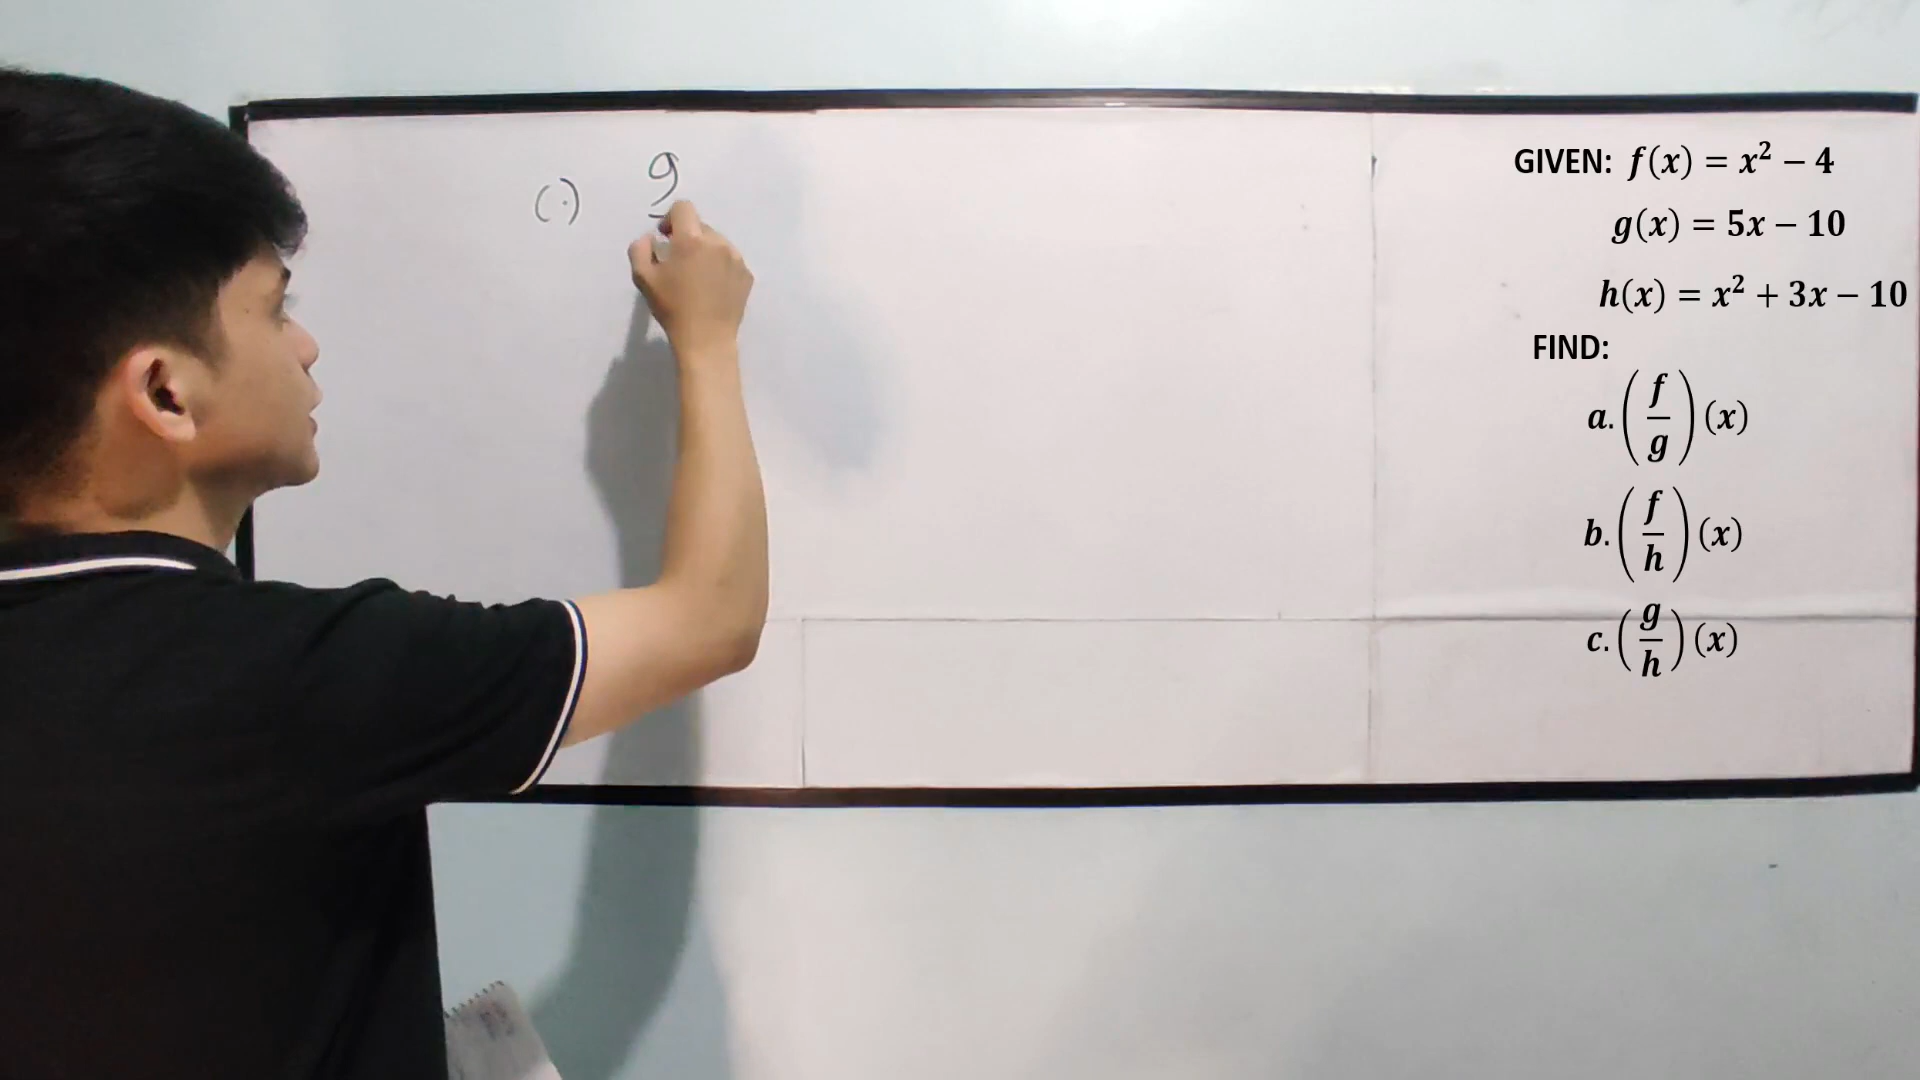 (.) g
GIVEN: f(x) = x² − 4
g(x) = 5x − 10
h(x) = x² + 3x − 10
FIND:
a. (f/g)(x)
b. (f/h)(x)
c. (g/h)(x)